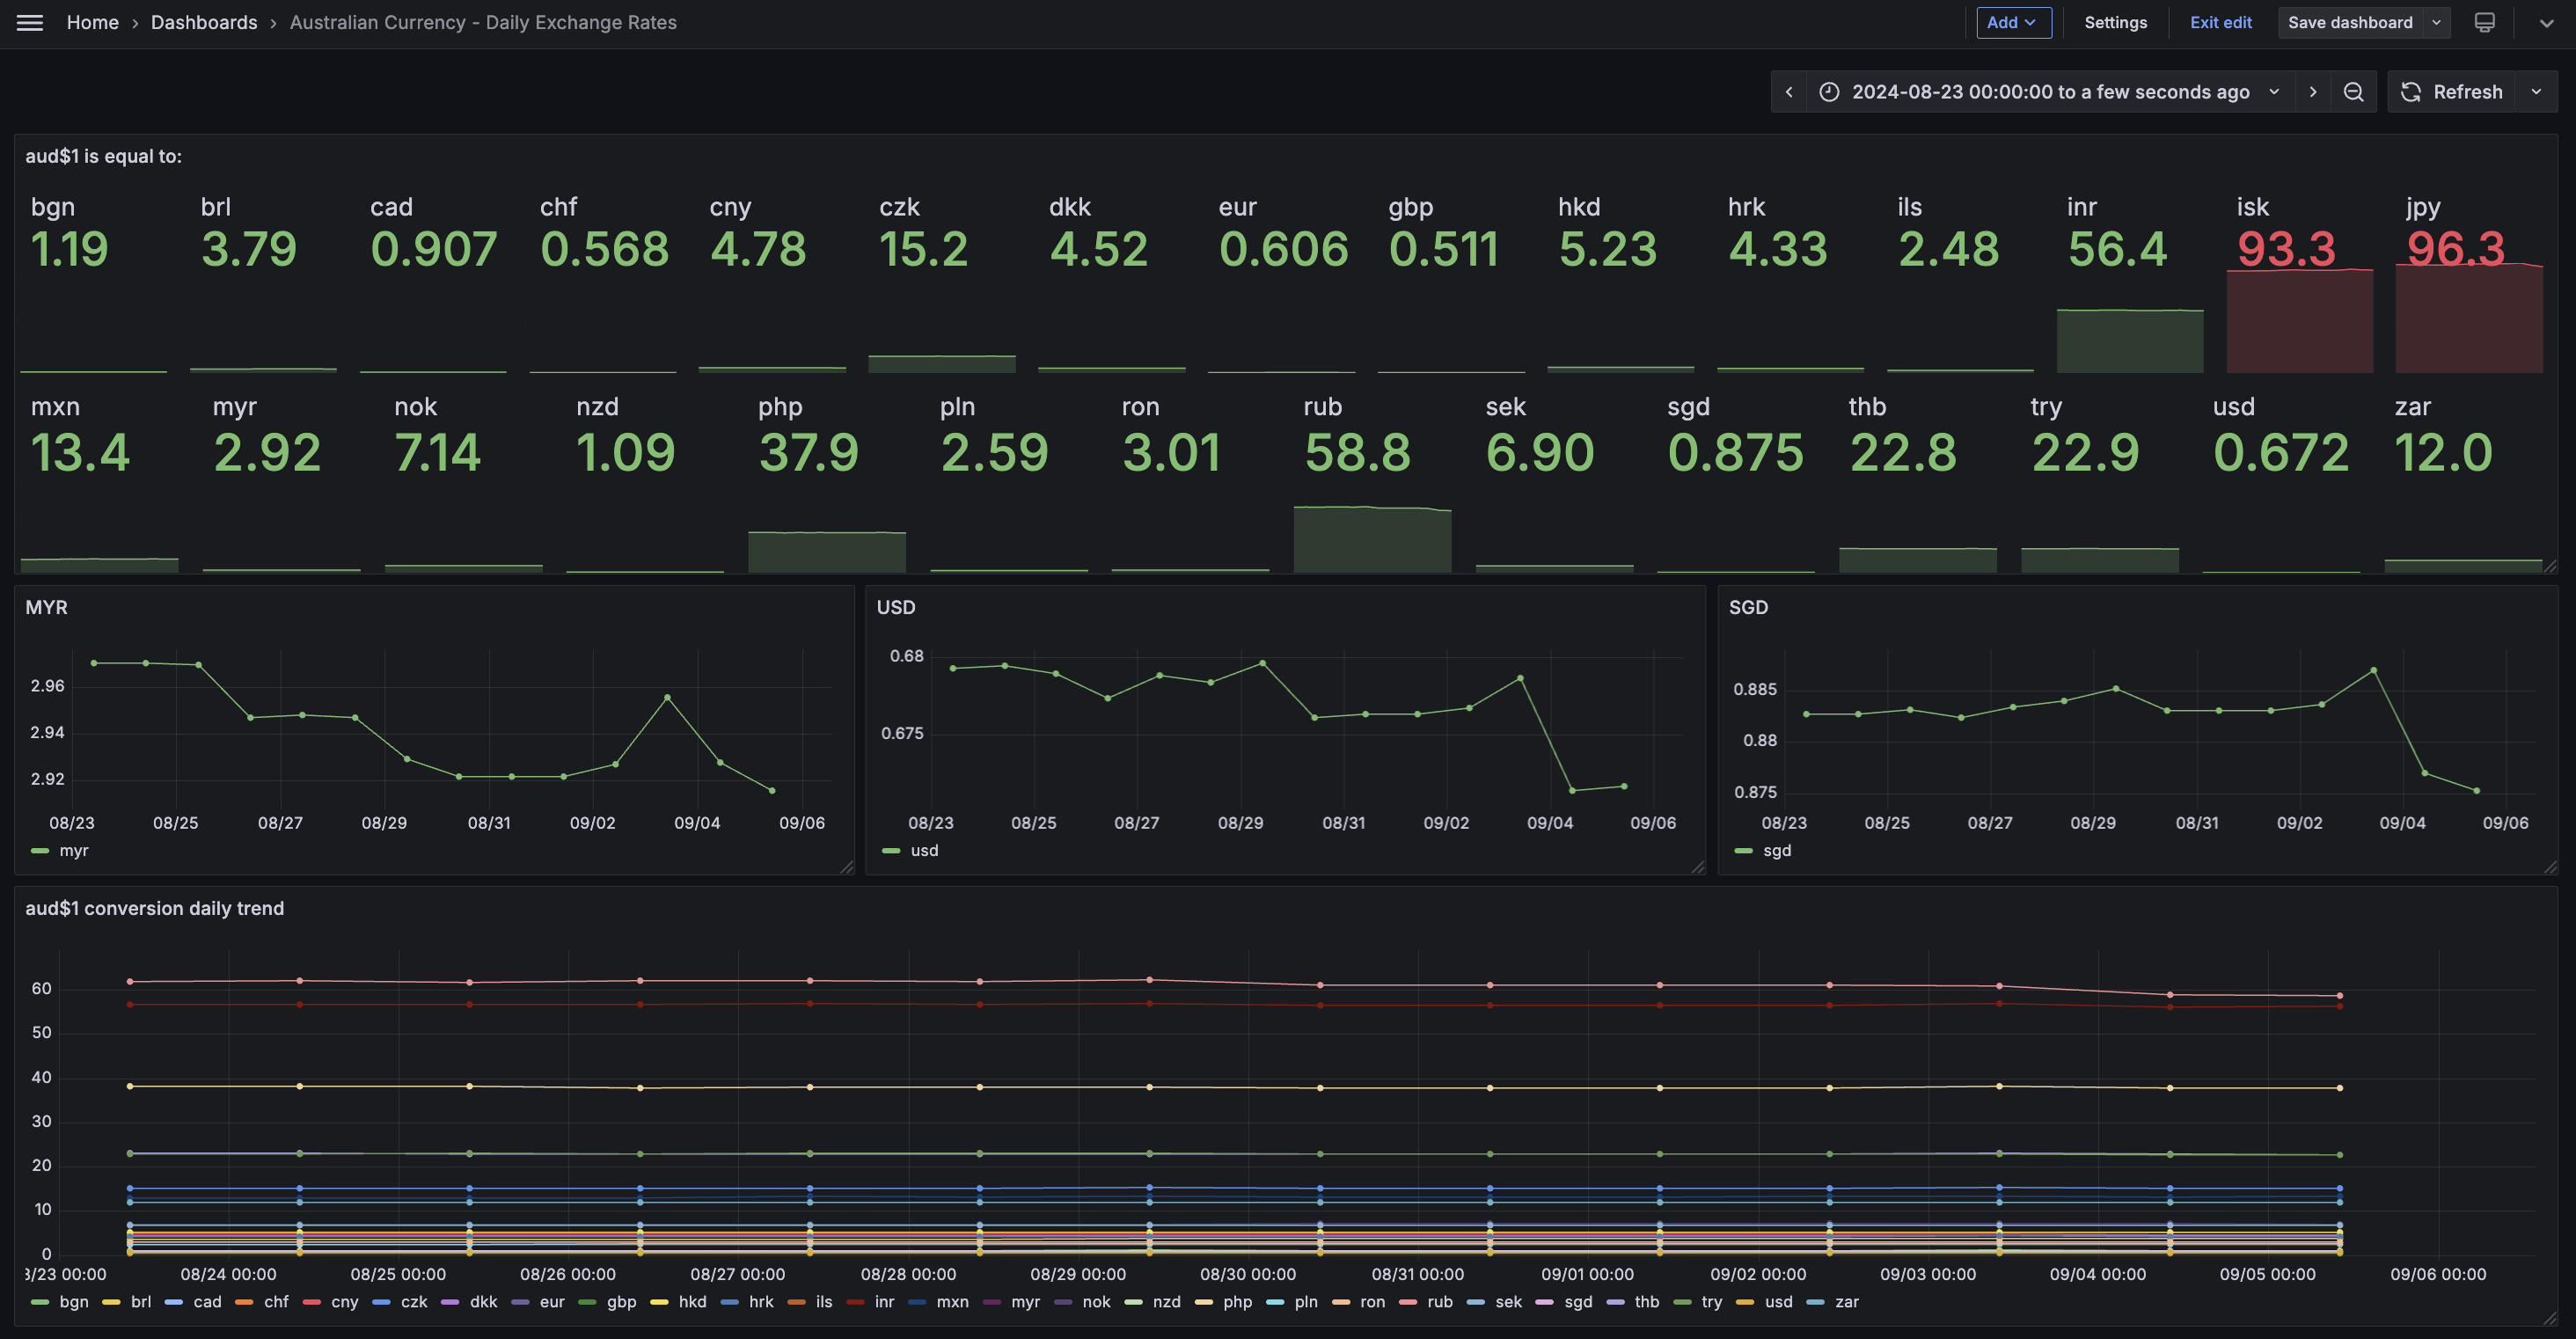 Home › Dashboards › Australian Currency - Daily Exchange Rates Add Settings Exit edit Save dashboard
2024-08-23 00:00:00 to a few seconds ago Refresh
aud$1 is equal to:
bgn brl cad chf cny czk dkk eur gbp hkd hrk ils inr isk jpy
1.19 3.79 0.907 0.568 4.78 15.2 4.52 0.606 0.511 5.23 4.33 2.48 56.4 93.3 96.3
mxn myr nok nzd php pln ron rub sek sgd thb try usd zar
13.4 2.92 7.14 1.09 37.9 2.59 3.01 58.8 6.90 0.875 22.8 22.9 0.672 12.0
MYR
2.96
2.94
2.92
08/23 08/25 08/27 08/29 08/31 09/02 09/04 09/06
myr
USD
0.68
0.675
08/23 08/25 08/27 08/29 08/31 09/02 09/04 09/06
usd
SGD
0.885
0.88
0.875
08/23 08/25 08/27 08/29 08/31 09/02 09/04 09/06
sgd
aud$1 conversion daily trend
60
50
40
30
20
10
0
/23 00:00 08/24 00:00 08/25 00:00 08/26 00:00 08/27 00:00 08/28 00:00 08/29 00:00 08/30 00:00 08/31 00:00 09/01 00:00 09/02 00:00 09/03 00:00 09/04 00:00 09/05 00:00 09/06 00:00
bgn brl cad chf cny czk dkk eur gbp hkd hrk ils inr mxn myr nok nzd php pln ron rub sek sgd thb try usd zar